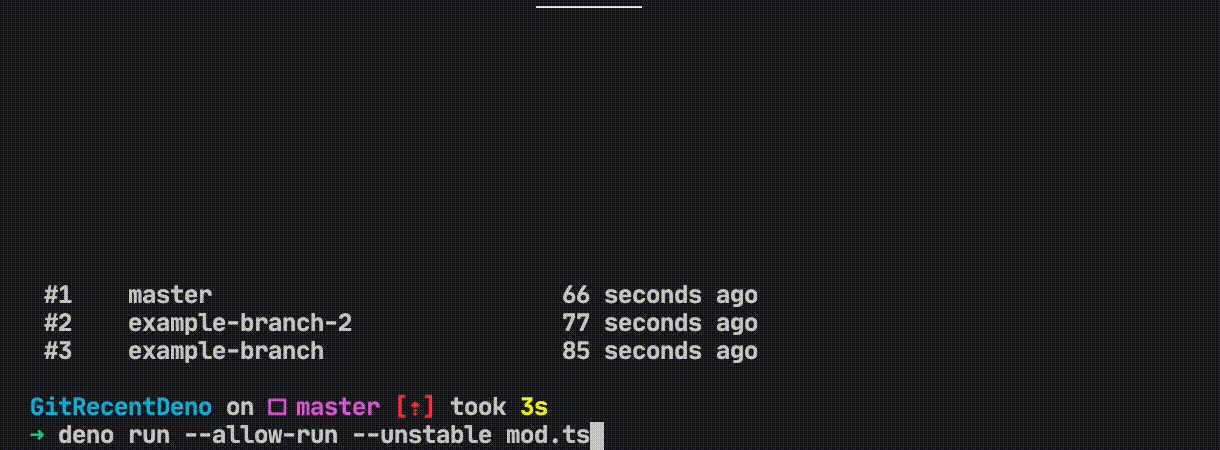 #1 master 66 seconds ago
#2 example-branch-2 77 seconds ago
#3 example-branch 85 seconds ago
GitRecentDeno on master [⇡] took 3s
➜ deno run --allow-run --unstable mod.ts